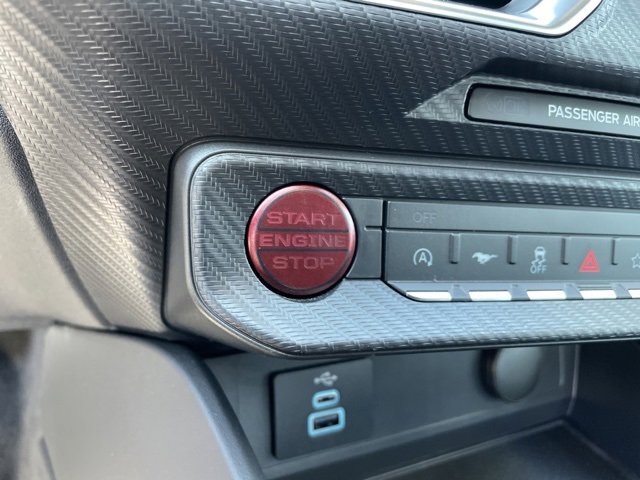 PASSENGER AIR
START
ENGINE
STOP
OFF
A
OFF